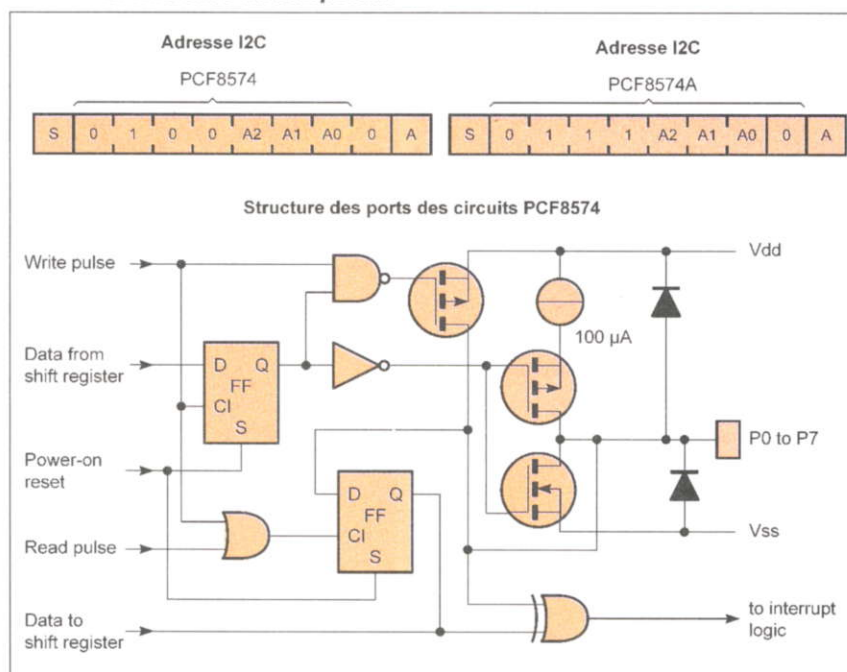 Adresse I2C
PCF8574
S 0 1 0 0 A2 A1 A0 0 A
Adresse I2C
PCF8574A
S 0 1 1 1 A2 A1 A0 0 A
Structure des ports des circuits PCF8574
Write pulse
Vdd
100 µA
Data from
shift register
D Q
FF
CI
S
P0 to P7
Power-on
reset
D Q
FF
CI
S
Vss
Read pulse
Data to
shift register
to interrupt
logic